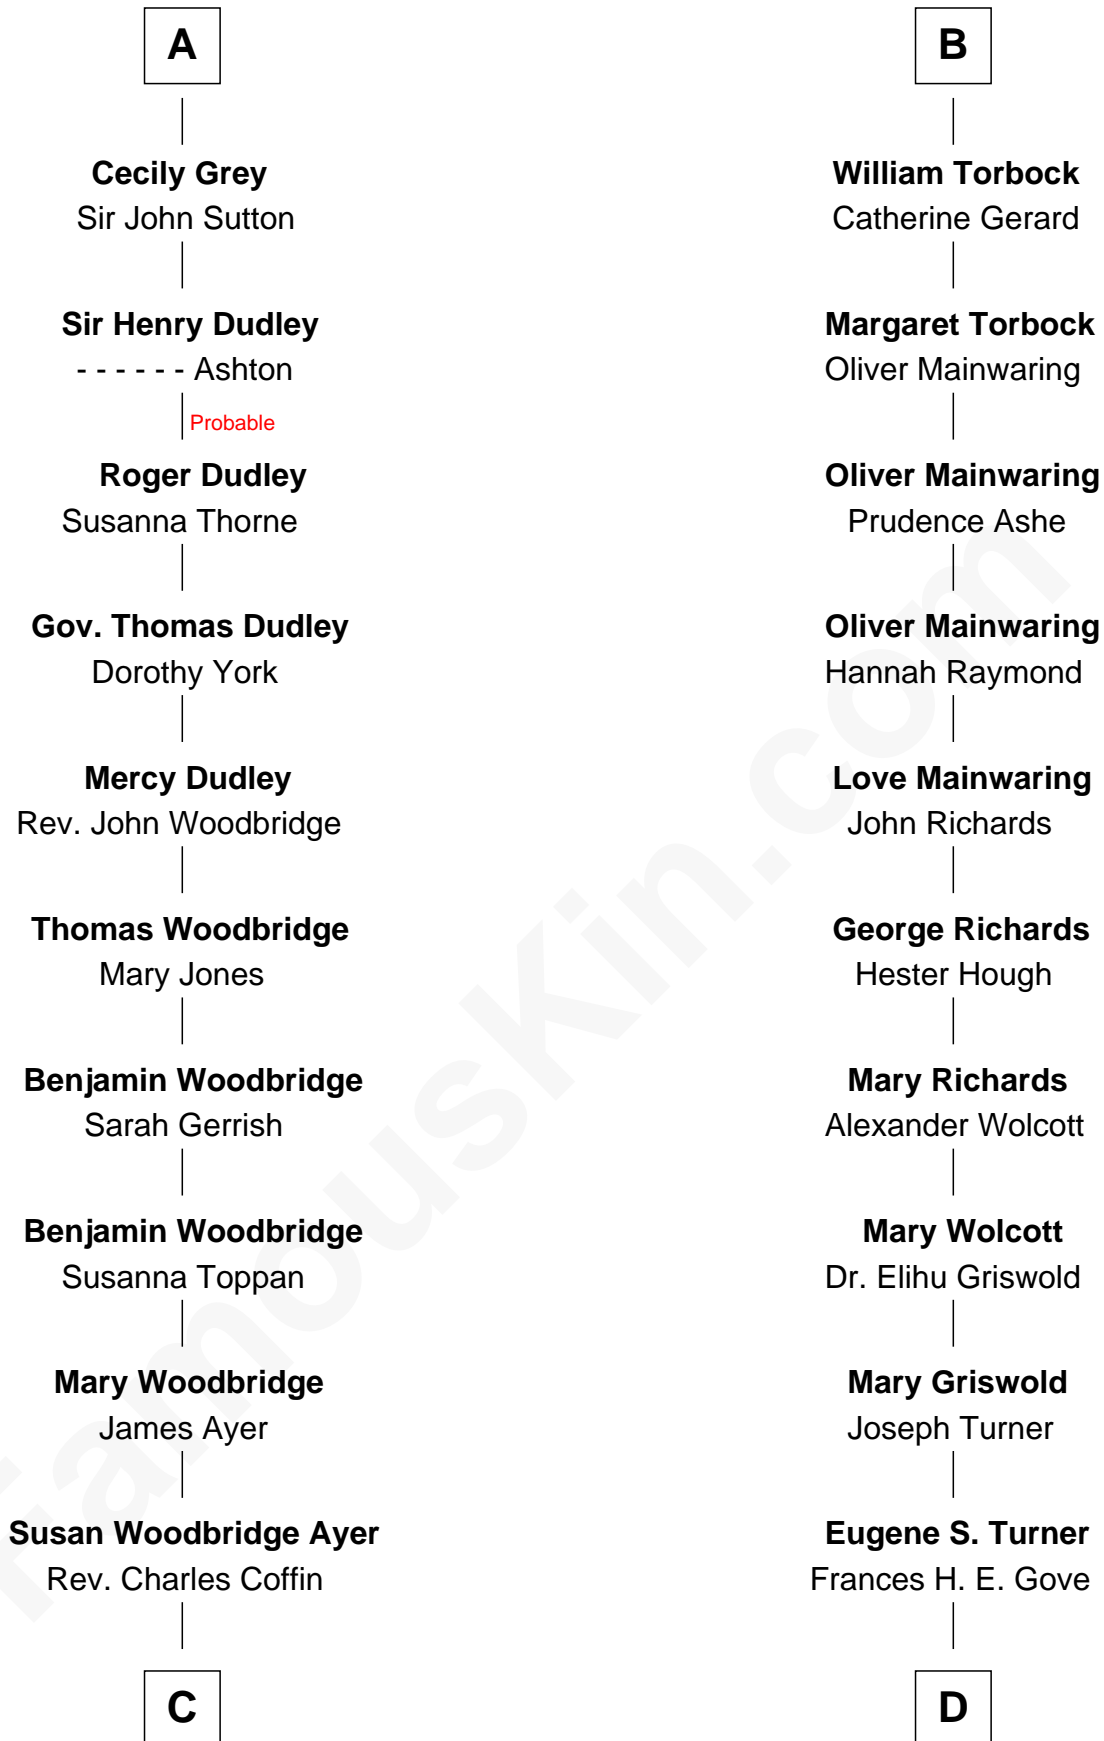 A
Cecily Grey
Sir John Sutton
Sir Henry Dudley
- - - - - - Ashton
Probable
Roger Dudley
Susanna Thorne
Gov. Thomas Dudley
Dorothy York
Mercy Dudley
Rev. John Woodbridge
Thomas Woodbridge
Mary Jones
Benjamin Woodbridge
Sarah Gerrish
Benjamin Woodbridge
Susanna Toppan
Mary Woodbridge
James Ayer
Susan Woodbridge Ayer
Rev. Charles Coffin
C
B
William Torbock
Catherine Gerard
Margaret Torbock
Oliver Mainwaring
Oliver Mainwaring
Prudence Ashe
Oliver Mainwaring
Hannah Raymond
Love Mainwaring
John Richards
George Richards
Hester Hough
Mary Richards
Alexander Wolcott
Mary Wolcott
Dr. Elihu Griswold
Mary Griswold
Joseph Turner
Eugene S. Turner
Frances H. E. Gove
D
FamousKin.com